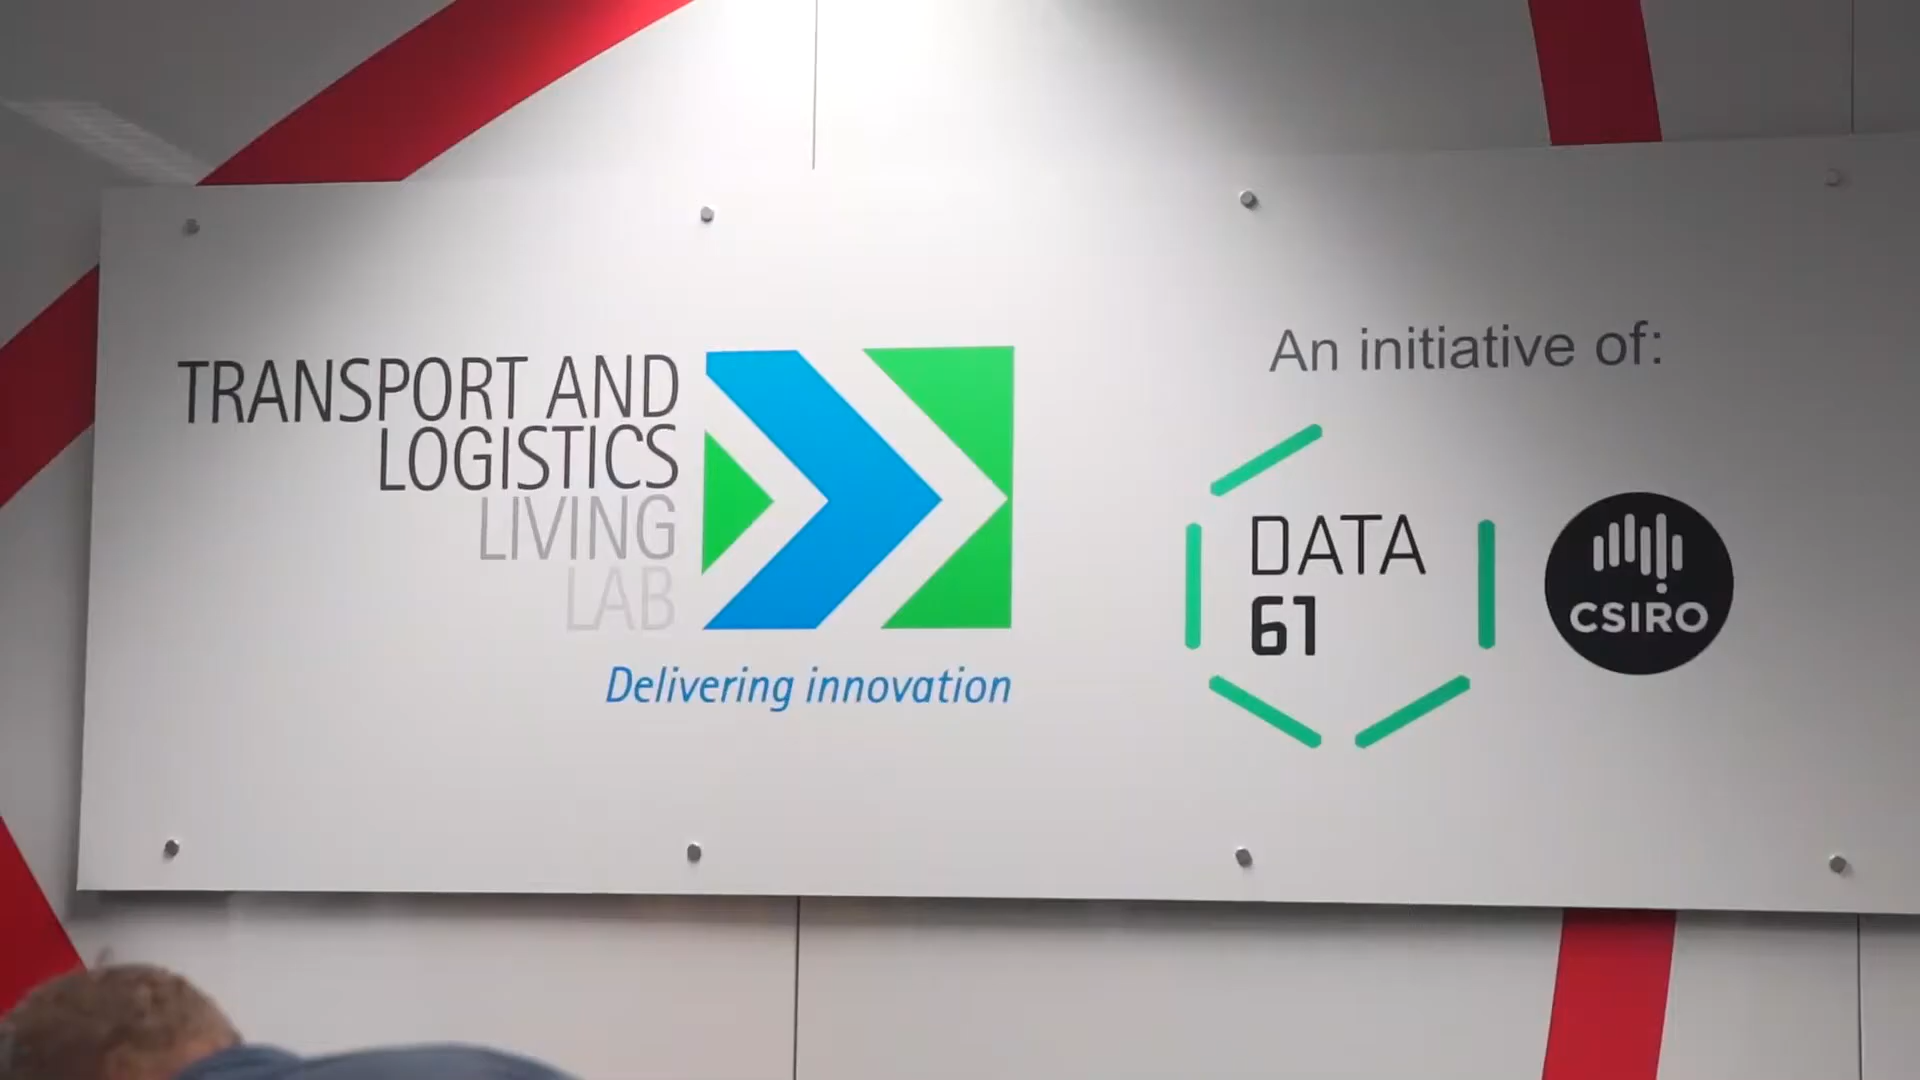 TRANSPORT AND
LOGISTICS
LIVING
LAB
Delivering innovation
An initiative of:
DATA
61
CSIRO